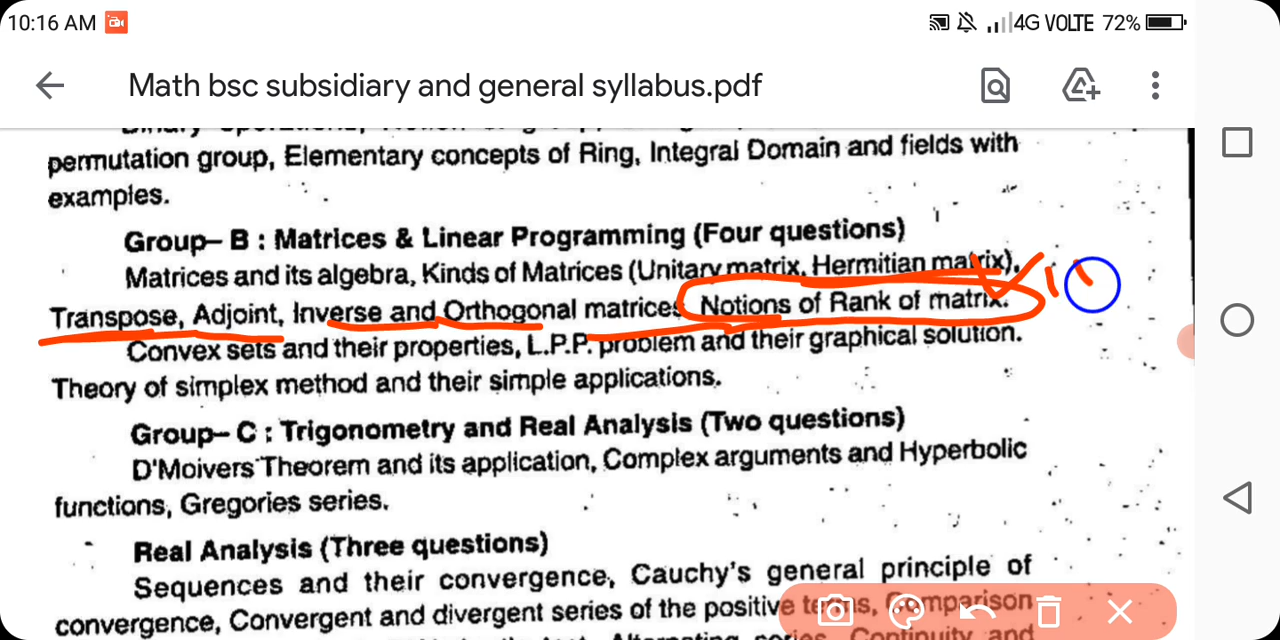 10:16 AM 4G VOLTE 72%
Math bsc subsidiary and general syllabus.pdf
permutation group, Elementary concepts of Ring, Integral Domain and fields with
examples.
Group– B : Matrices & Linear Programming (Four questions)
Matrices and its algebra, Kinds of Matrices (Unitary matrix, Hermitian matrix),
Transpose, Adjoint, Inverse and Orthogonal matrices Notions of Rank of matrix.
Convex sets and their properties, L.P.P. problem and their graphical solution.
Theory of simplex method and their simple applications.
Group– C : Trigonometry and Real Analysis (Two questions)
D'Moivers Theorem and its application, Complex arguments and Hyperbolic
functions, Gregories series.
Real Analysis (Three questions)
Sequences and their convergence, Cauchy's general principle of
convergence, Convergent and divergent series of the positive terms, Comparison
Continuity and